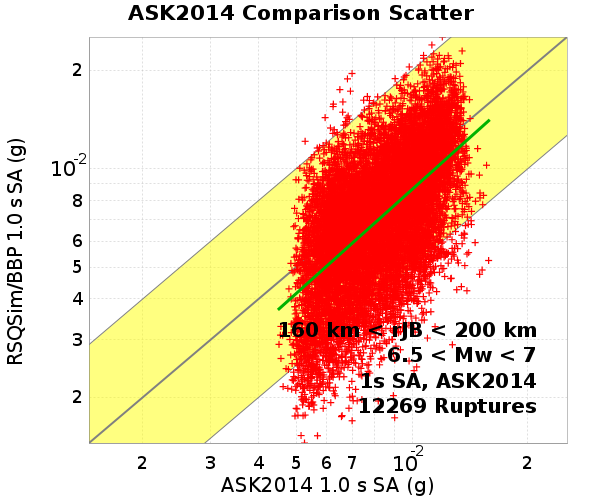 ASK2014 Comparison Scatter
RSQSim/BBP 1.0 s SA (g)
2
10-2
8
6
5
4
3
2
160 km < rJB < 200 km
6.5 < Mw < 7
1s SA, ASK2014
12269 Ruptures
2 3 4 5 6 7 10-2 2
ASK2014 1.0 s SA (g)